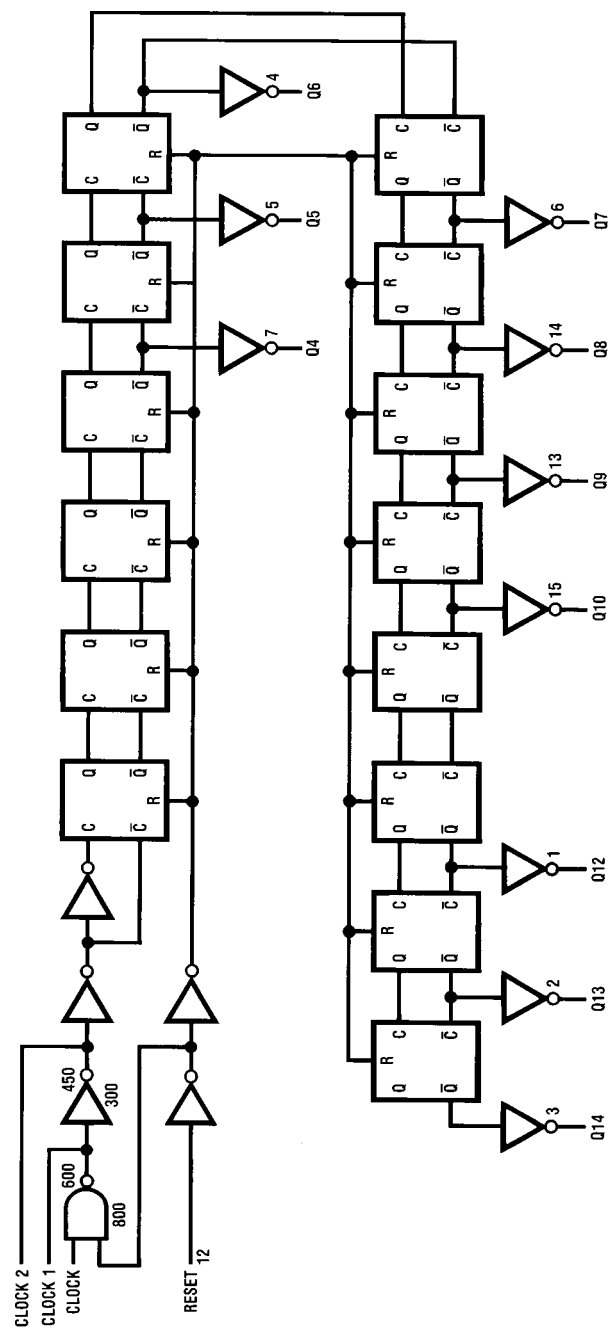 CLOCK 2
CLOCK 1
CLOCK
600 450
800 300
C Q C Q C Q C Q C Q C Q
C̅ Q̅ C̅ Q̅ C̅ Q̅ C̅ Q̅ C̅ Q̅ C̅ Q̅
R R R R R R
RESET
12
7 5 4
Q4 Q5 Q6
R R R R R R R R
Q C Q C Q C Q C Q C Q C Q C Q C
Q̅ C̅ Q̅ C̅ Q̅ C̅ Q̅ C̅ Q̅ C̅ Q̅ C̅ Q̅ C̅ Q̅ C̅
3 2 1 15 13 14 6
Q14 Q13 Q12 Q10 Q9 Q8 Q7